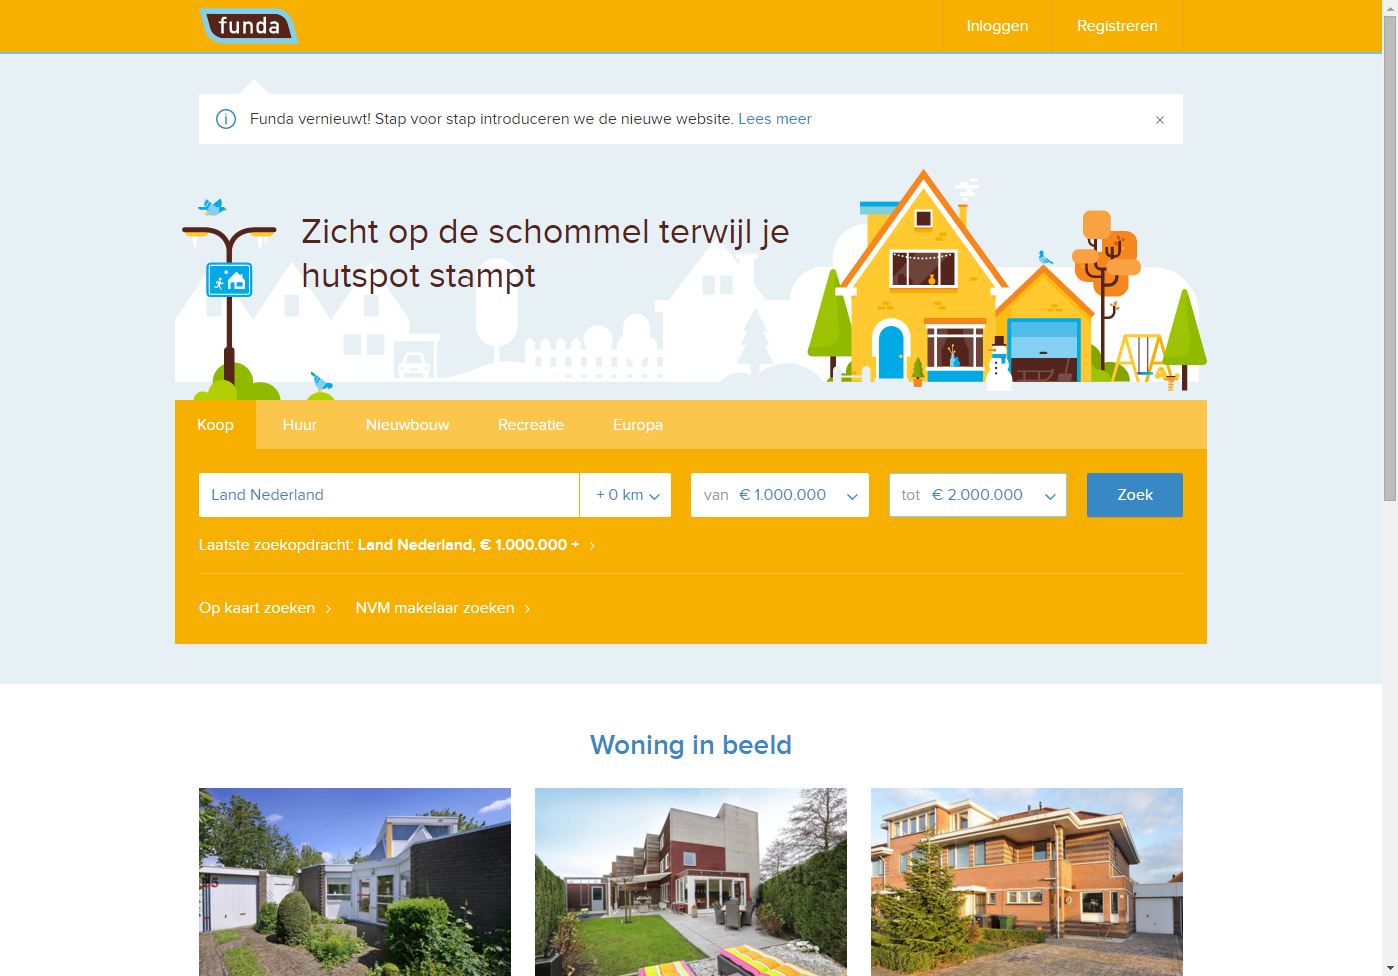 funda
Inloggen
Registreren
Funda vernieuwt! Stap voor stap introduceren we de nieuwe website. Lees meer
Zicht op de schommel terwijl je
hutspot stampt
Koop
Huur
Nieuwbouw
Recreatie
Europa
Land Nederland
+ 0 km
van € 1.000.000
tot € 2.000.000
Zoek
Laatste zoekopdracht: Land Nederland, € 1.000.000 +
Op kaart zoeken
NVM makelaar zoeken
Woning in beeld